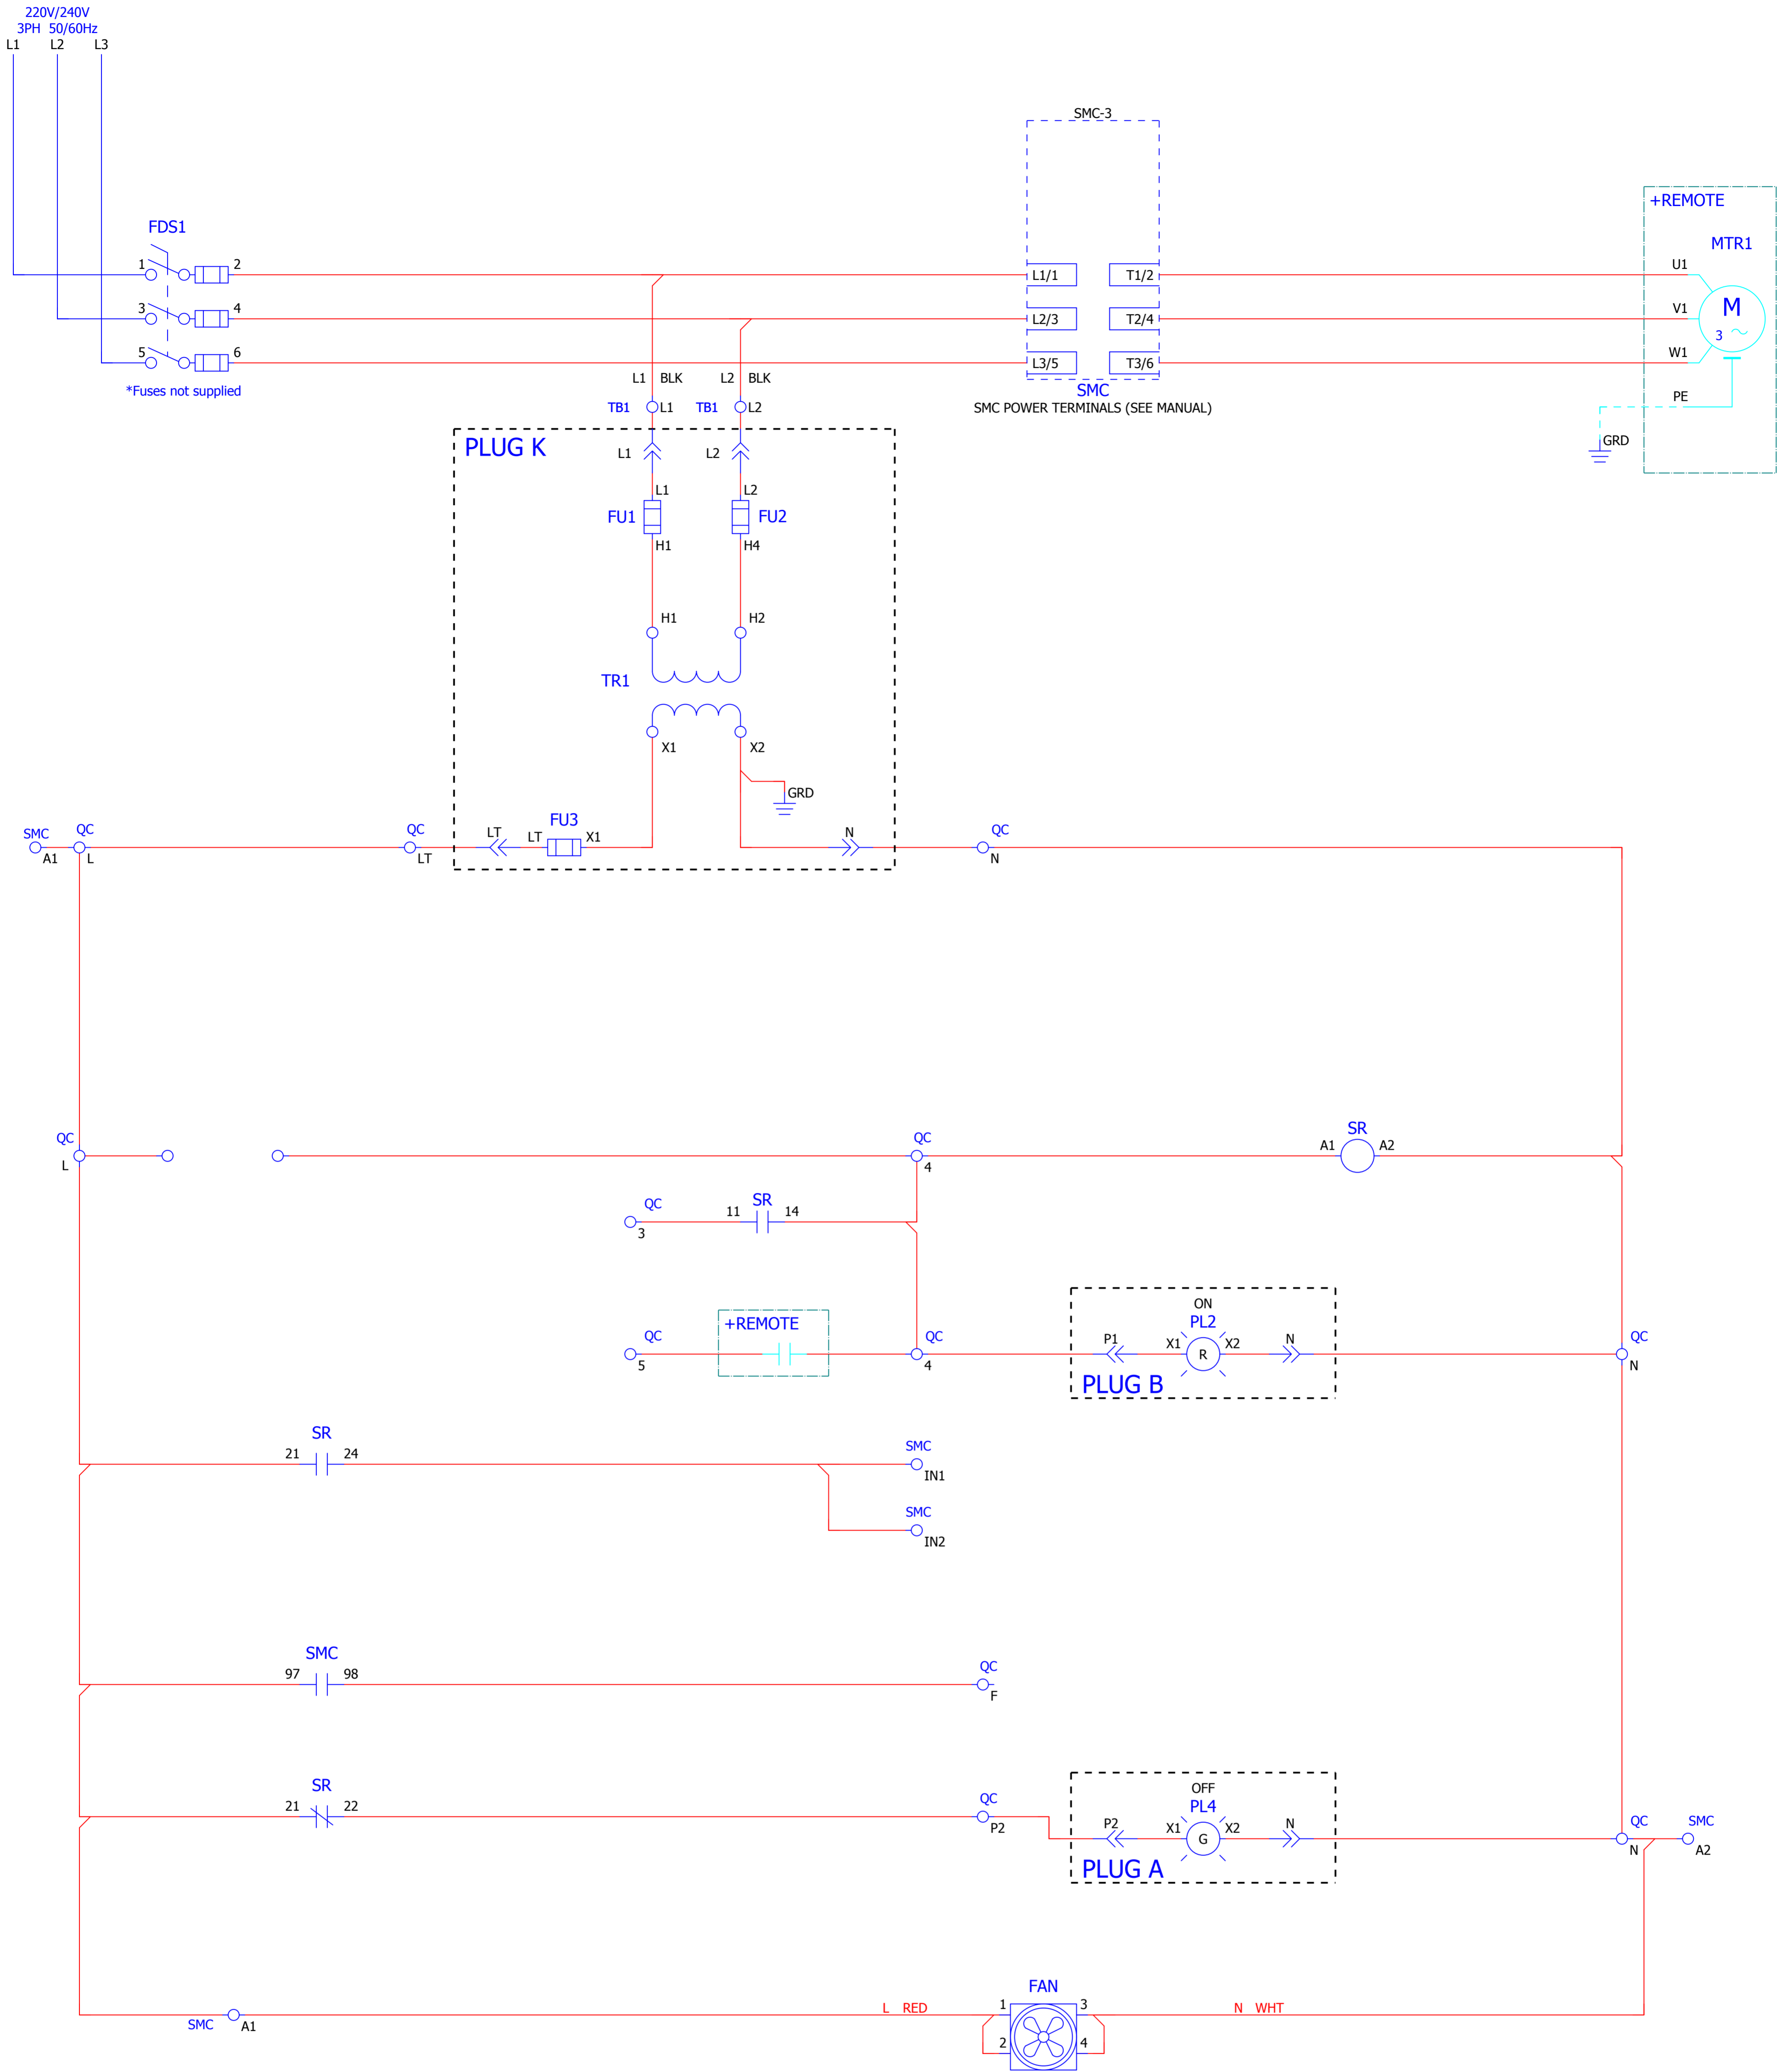 220V/240V
3PH 50/60Hz
L1 L2 L3
SMC-3
+REMOTE
MTR1
FDS1
1 2
L1/1 T1/2
U1
3 4
L2/3 T2/4
V1
M
3
5 6
L3/5 T3/6
W1
*Fuses not supplied
L1 BLK L2 BLK
SMC
SMC POWER TERMINALS (SEE MANUAL)
PE
GRD
TB1 L1 TB1 L2
PLUG K
L1 L2
L1 L2
FU1 FU2
H1 H4
H1 H2
TR1
X1 X2
GRD
SMC QC QC
A1 L LT
LT LT FU3 X1
N
QC
N
QC
L
QC
4
A1 SR A2
QC
3
11 SR 14
+REMOTE
QC
5
QC
4
ON
PL2
P1 X1 R X2 N
PLUG B
QC
N
SR
21 24
SMC
IN1
SMC
IN2
SMC
97 98
QC
F
SR
21 22
QC
P2
OFF
PL4
P2 X1 G X2 N
PLUG A
QC SMC
N A2
FAN
SMC A1
L RED
1 3
2 4
N WHT